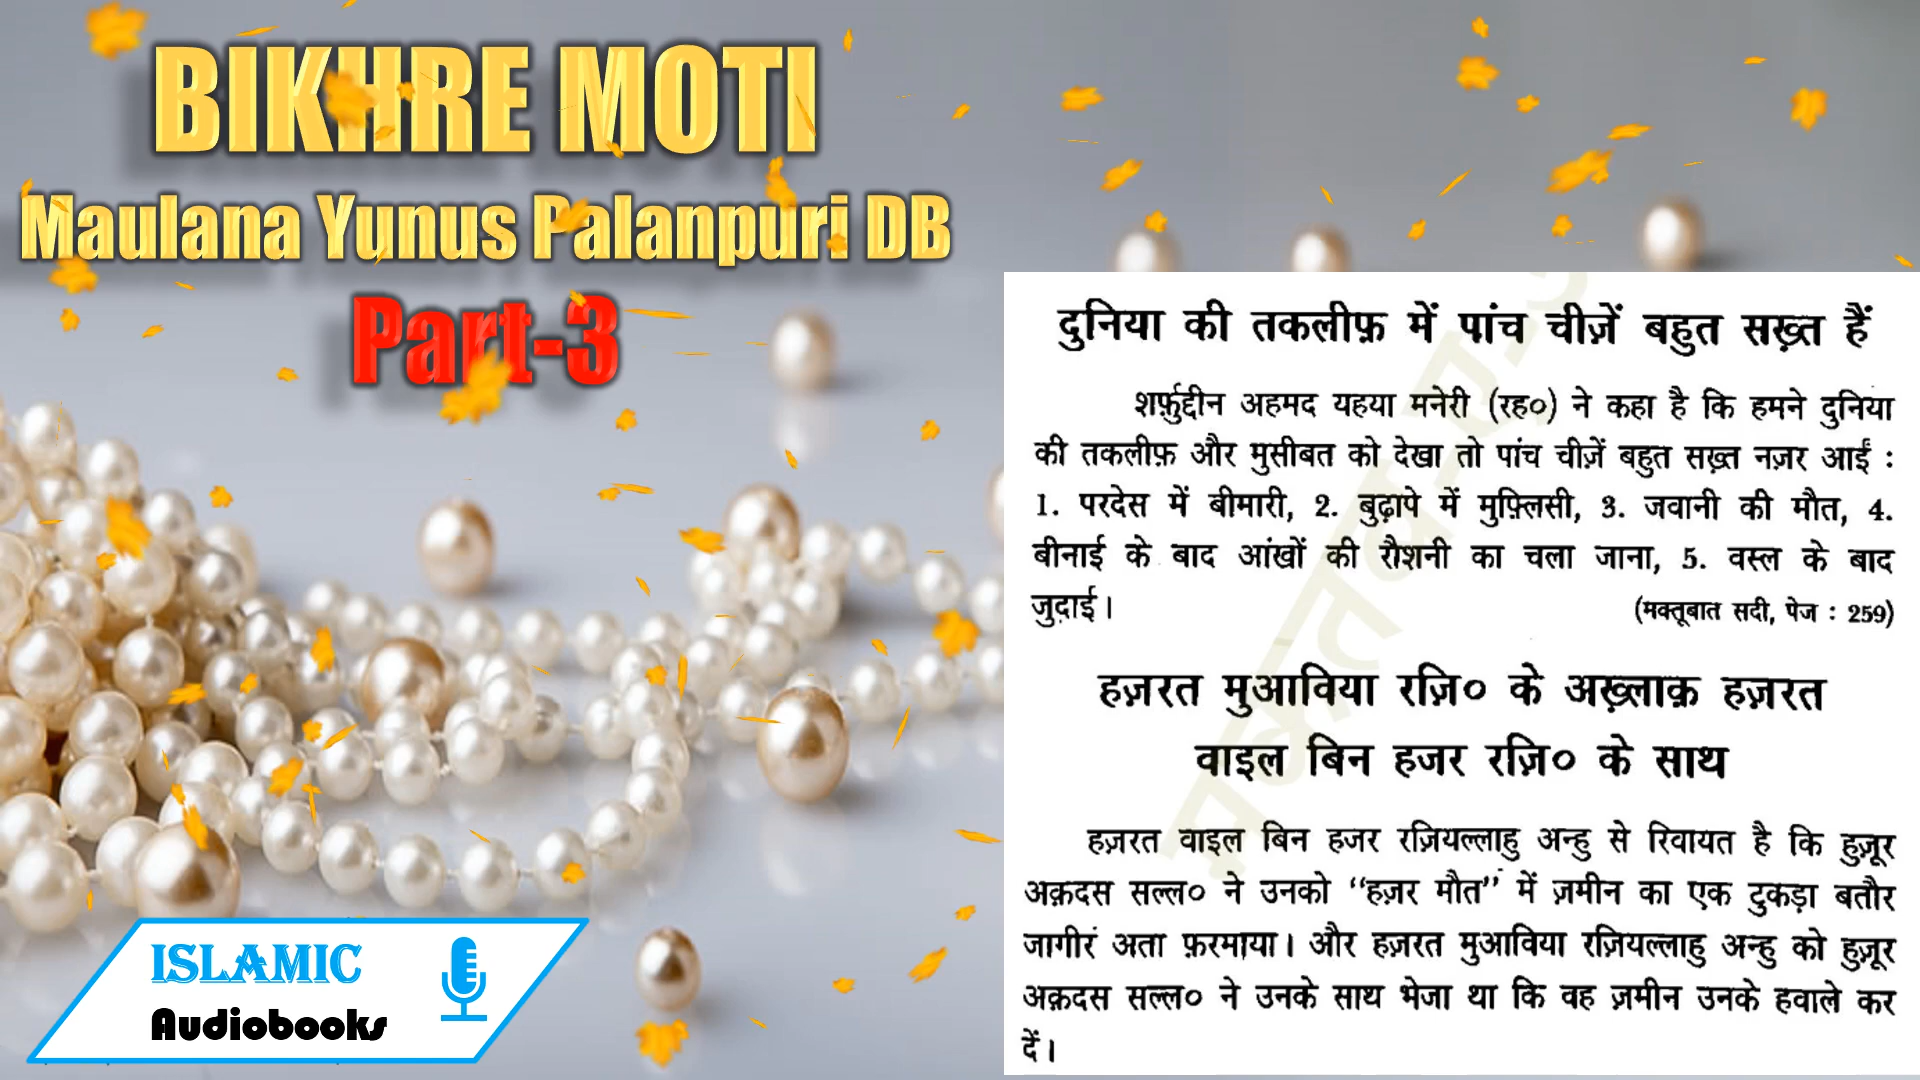 BIKHRE MOTI
Maulana Yunus Palanpuri DB
Part-3
दुनिया की तकलीफ़ में पांच चीज़ें बहुत सख़्त हैं
शर्फ़ुद्दीन अहमद यहया मनेरी (रह०) ने कहा है कि हमने दुनिया
की तकलीफ़ और मुसीबत को देखा तो पांच चीज़ें बहुत सख़्त नज़र आईं :
1. परदेस में बीमारी, 2. बुढ़ापे में मुफ़्लिसी, 3. जवानी की मौत, 4.
बीनाई के बाद आंखों की रौशनी का चला जाना, 5. वस्ल के बाद
जुदाई।
(मक्तूबात सदी, पेज : 259)
हज़रत मुआविया रज़ि० के अख़्लाक़ हज़रत
वाइल बिन हजर रज़ि० के साथ
हज़रत वाइल बिन हजर रज़ियल्लाहु अन्हु से रिवायत है कि हुज़ूर
अक़दस सल्ल० ने उनको “हज़र मौत” में ज़मीन का एक टुकड़ा बतौर
जागीर अता फ़रमाया। और हज़रत मुआविया रज़ियल्लाहु अन्हु को हुज़ूर
अक़दस सल्ल० ने उनके साथ भेजा था कि वह ज़मीन उनके हवाले कर
दें।
ISLAMIC
Audiobooks